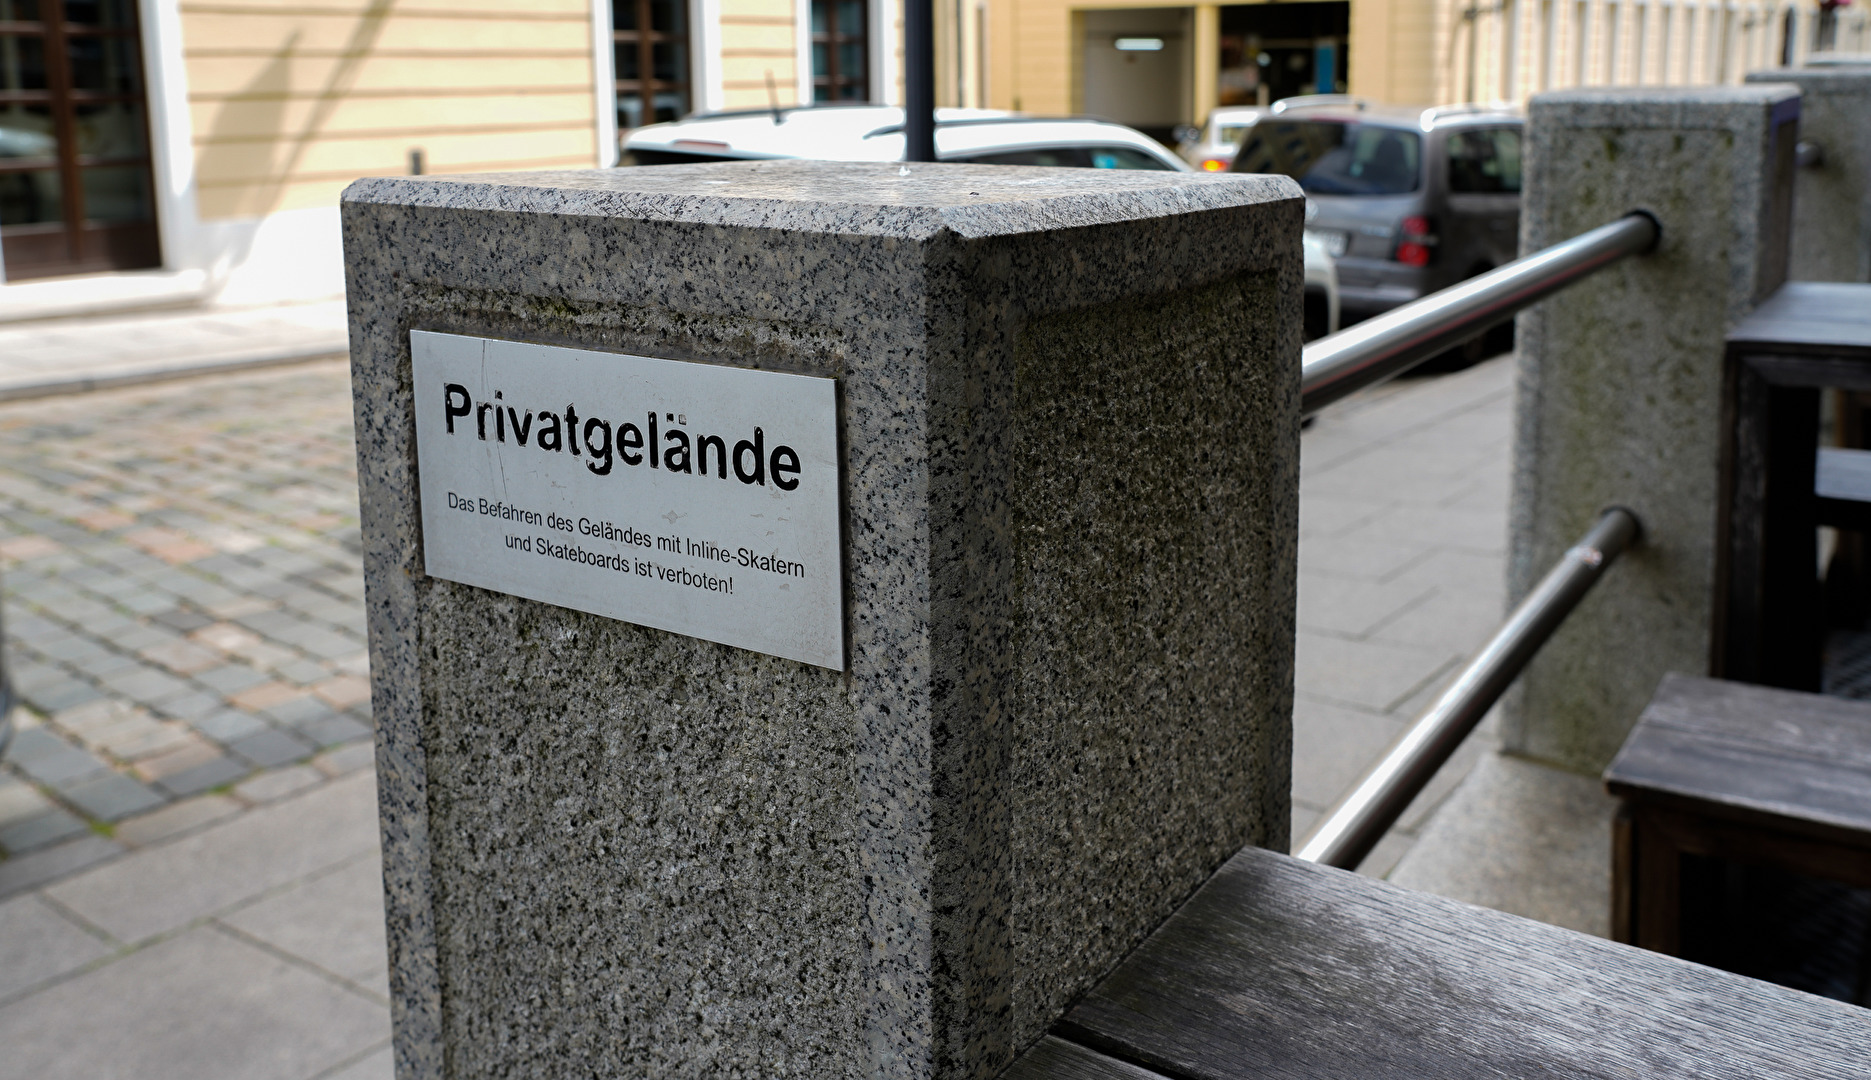 Privatgelände
Das Befahren des Geländes mit Inline-Skatern
und Skateboards ist verboten!